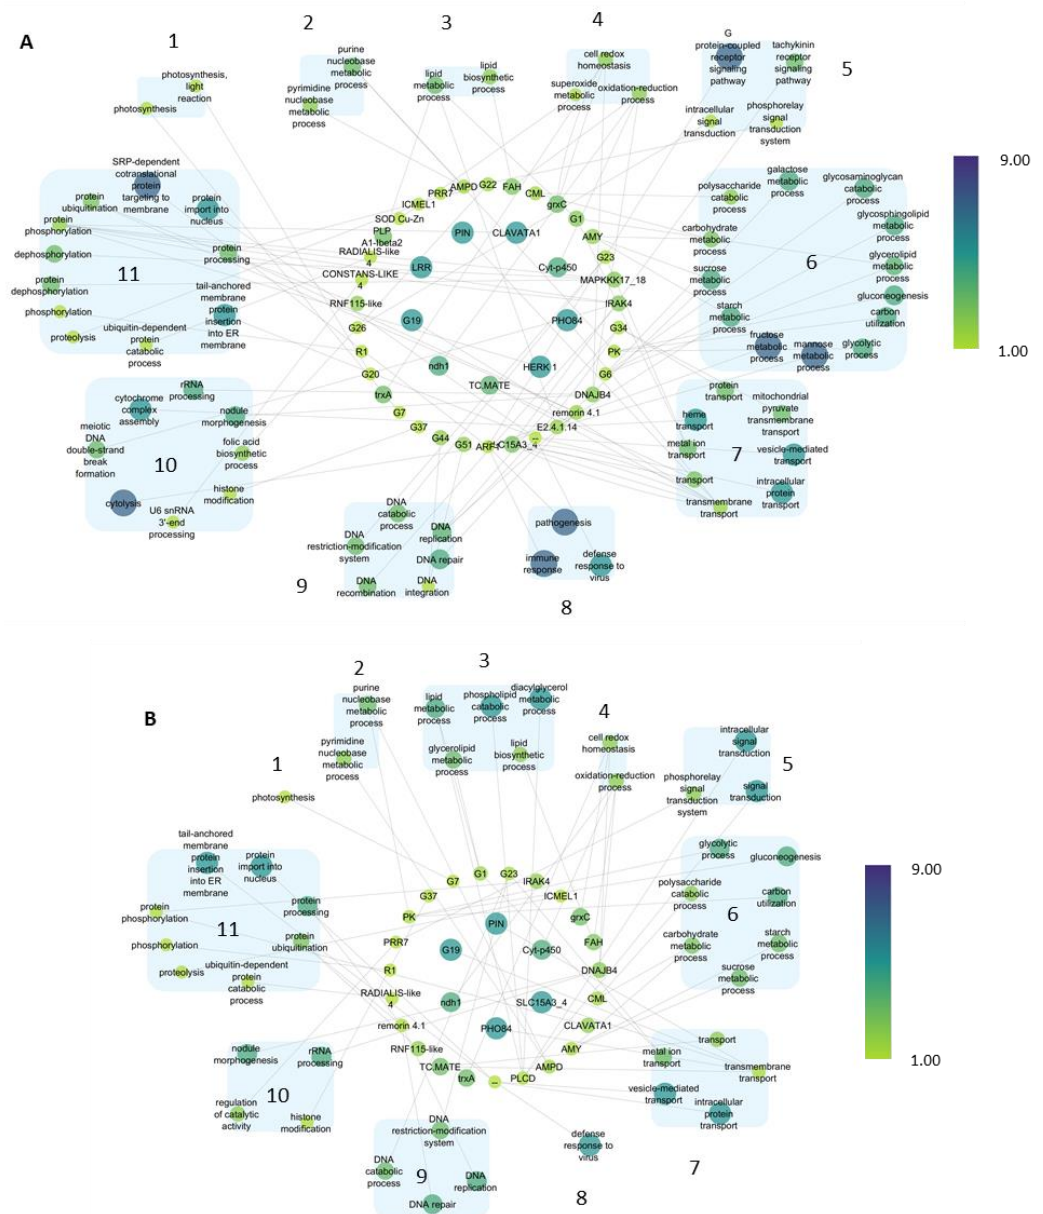 A
1
photosynthesis,
light
reaction
photosynthesis
2
purine
nucleobase
metabolic
process
pyrimidine
nucleobase
metabolic
process
3
lipid
metabolic
process
lipid
biosynthetic
process
4
cell redox
homeostasis
superoxide
metabolic
process
oxidation-reduction
process
5
G
protein-coupled
receptor
signaling
pathway
tachykinin
receptor
signaling
pathway
intracellular
signal
transduction
phosphorelay
signal
transduction
system
9.00
1.00
6
galactose
metabolic
process
glycosaminoglycan
catabolic
process
polysaccharide
catabolic
process
glycosphingolipid
metabolic
process
carbohydrate
metabolic
process
glycerolipid
metabolic
process
sucrose
metabolic
process
gluconeogenesis
carbon
utilization
starch
metabolic
process
fructose
metabolic
process
mannose
metabolic
process
glycolytic
process
7
protein
transport
mitochondrial
pyruvate
transmembrane
transport
heme
transport
metal ion
transport
vesicle-mediated
transport
transport
intracellular
protein
transport
transmembrane
transport
8
pathogenesis
immune
response
defense
response to
virus
9
DNA
catabolic
process
DNA
restriction-modification
system
DNA
replication
DNA repair
DNA
recombination
DNA
integration
10
rRNA
processing
cytochrome
complex
assembly
nodule
morphogenesis
meiotic
DNA
double-strand
break
formation
folic acid
biosynthetic
process
cytolysis
histone
modification
U6 snRNA
3'-end
processing
11
SRP-dependent
cotranslational
protein
targeting to
membrane
protein
ubiquitination
protein
import into
nucleus
protein
phosphorylation
dephosphorylation
protein
processing
protein
dephosphorylation
tail-anchored
membrane
protein
insertion
into ER
membrane
phosphorylation
proteolysis
ubiquitin-dependent
protein
catabolic
process
AMPD
G22
FAH
CML
grxC
G1
AMY
G23
MAPKKK17_18
IRAK4
G34
PK
G6
DNAJB4
remorin 4.1
E2.4.1.14
...
SLC15A3_4
ARF1
G51
G44
G37
G7
trxA
G20
R1
G26
RNF115-like
CONSTANS-LIKE
4
RADIALIS-like
4
PLP
A1-Ibeta2
SOD Cu-Zn
ICMEL1
PRR7
PIN
CLAVATA1
LRR
Cyt-p450
G19
PHO84
ndh1
HERK 1
TC.MATE
B
1
photosynthesis
2
purine
nucleobase
metabolic
process
pyrimidine
nucleobase
metabolic
process
3
lipid
metabolic
process
phospholipid
catabolic
process
diacylglycerol
metabolic
process
glycerolipid
metabolic
process
lipid
biosynthetic
process
4
cell redox
homeostasis
oxidation-reduction
process
5
intracellular
signal
transduction
phosphorelay
signal
transduction
system
signal
transduction
9.00
1.00
6
glycolytic
process
gluconeogenesis
polysaccharide
catabolic
process
carbon
utilization
carbohydrate
metabolic
process
starch
metabolic
process
sucrose
metabolic
process
7
transport
metal ion
transport
transmembrane
transport
vesicle-mediated
transport
intracellular
protein
transport
8
defense
response to
virus
9
DNA
restriction-modification
system
DNA
catabolic
process
DNA
replication
DNA repair
10
nodule
morphogenesis
rRNA
processing
regulation
of catalytic
activity
histone
modification
11
tail-anchored
membrane
protein
insertion
into ER
membrane
protein
import into
nucleus
protein
processing
protein
phosphorylation
phosphorylation
protein
ubiquitination
proteolysis
ubiquitin-dependent
protein
catabolic
process
G1
G23
IRAK4
ICMEL1
grxC
FAH
DNAJB4
CML
CLAVATA1
AMY
AMPD
PLCD
...
trxA
TC.MATE
RNF115-like
remorin 4.1
RADIALIS-like
4
R1
PRR7
PK
G37
G7
PIN
G19
Cyt-p450
ndh1
SLC15A3_4
PHO84